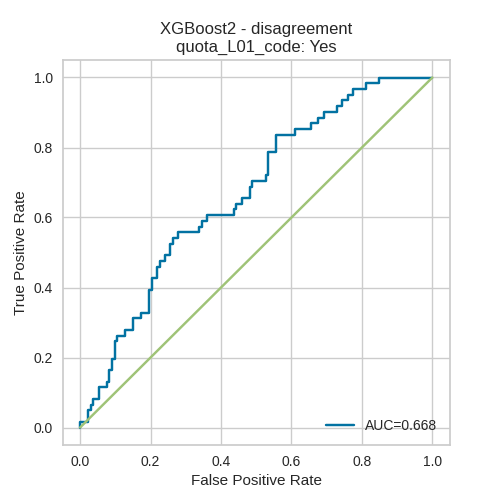 XGBoost2 - disagreement
quota_L01_code: Yes
1.0
0.8
0.6
0.4
0.2
0.0
True Positive Rate
AUC=0.668
0.0 0.2 0.4 0.6 0.8 1.0
False Positive Rate